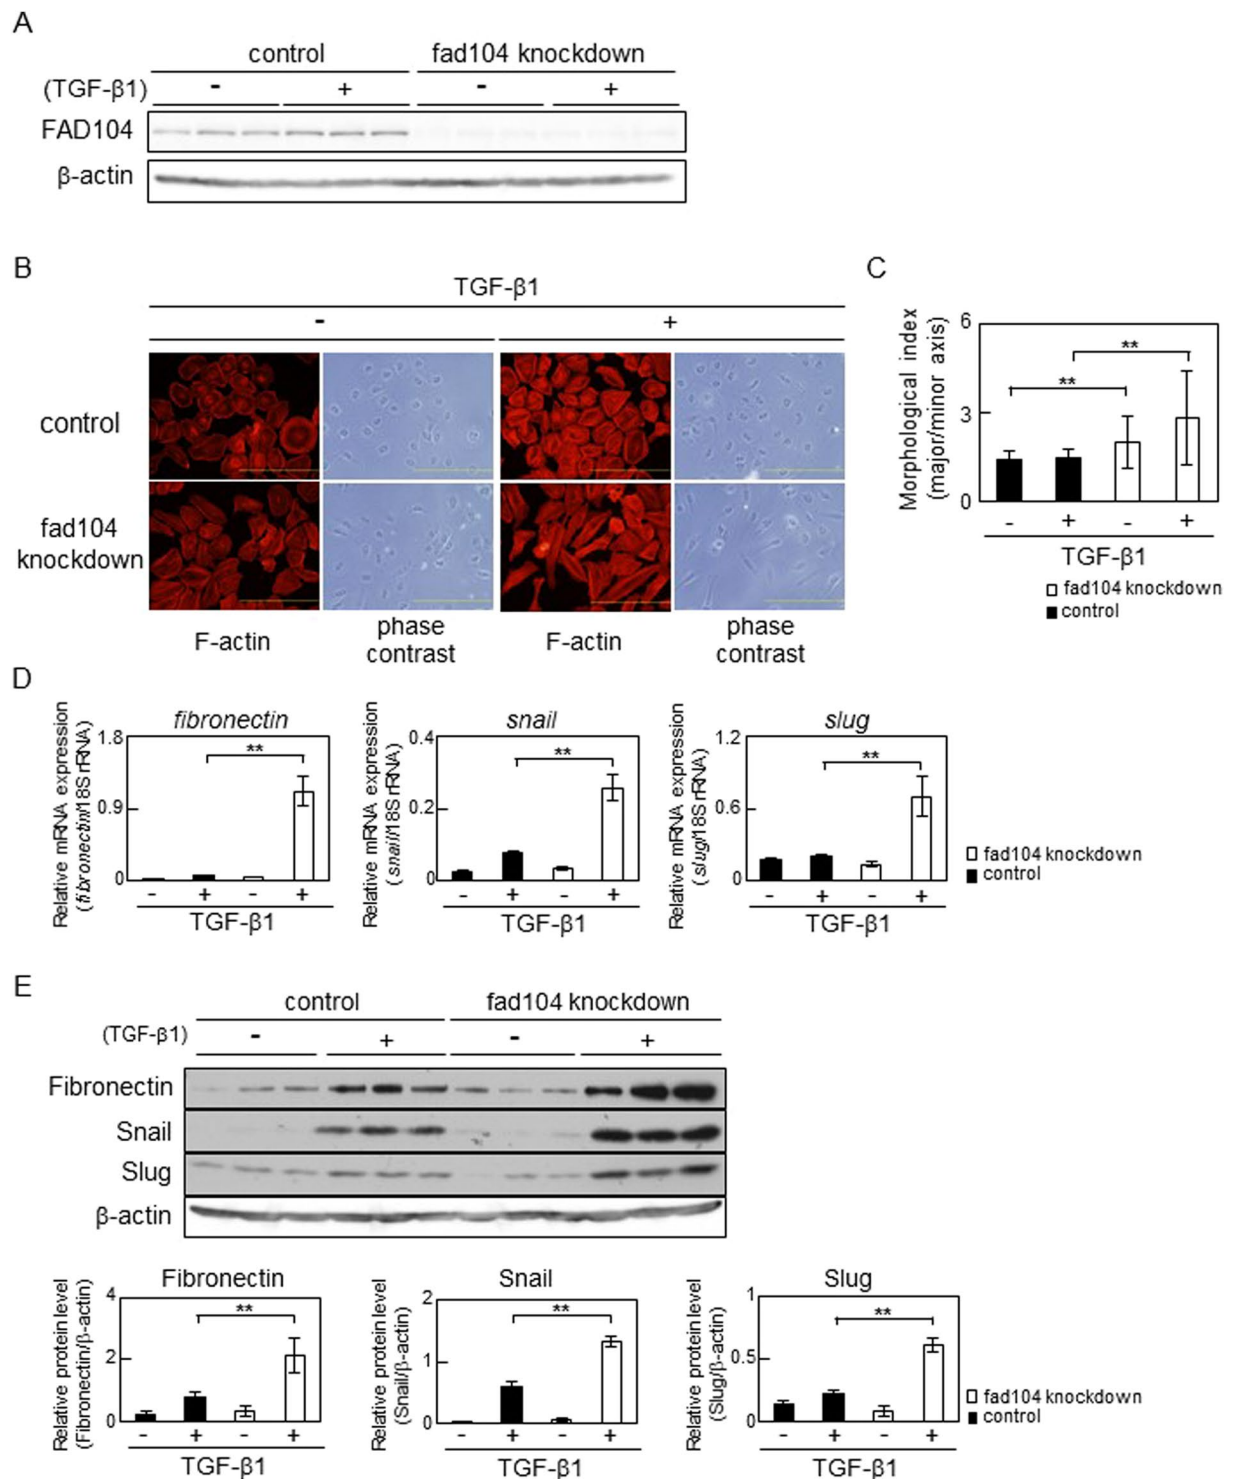 A
control fad104 knockdown
(TGF-β1) - + - +
FAD104
β-actin
B
TGF-β1
- +
control
fad104
knockdown
F-actin phase contrast F-actin phase contrast
C
Morphological index
(major/minor axis)
6
3
0
** **
- + - +
TGF-β1
fad104 knockdown
control
D
fibronectin
Relative mRNA expression
(fibronectin/18S rRNA)
1.8
0.9
0
**
- + - +
TGF-β1
snail
Relative mRNA expression
(snail/18S rRNA)
0.4
0.2
0
**
- + - +
TGF-β1
slug
Relative mRNA expression
(slug/18S rRNA)
1.2
0.6
0
**
- + - +
TGF-β1
fad104 knockdown
control
E
control fad104 knockdown
(TGF-β1) - + - +
Fibronectin
Snail
Slug
β-actin
Fibronectin
Relative protein level
(Fibronectin/β-actin)
4
2
0
**
- + - +
TGF-β1
Snail
Relative protein level
(Snail/β-actin)
2
1
0
**
- + - +
TGF-β1
Slug
Relative protein level
(Slug/β-actin)
1
0.5
0
**
- + - +
TGF-β1
fad104 knockdown
control